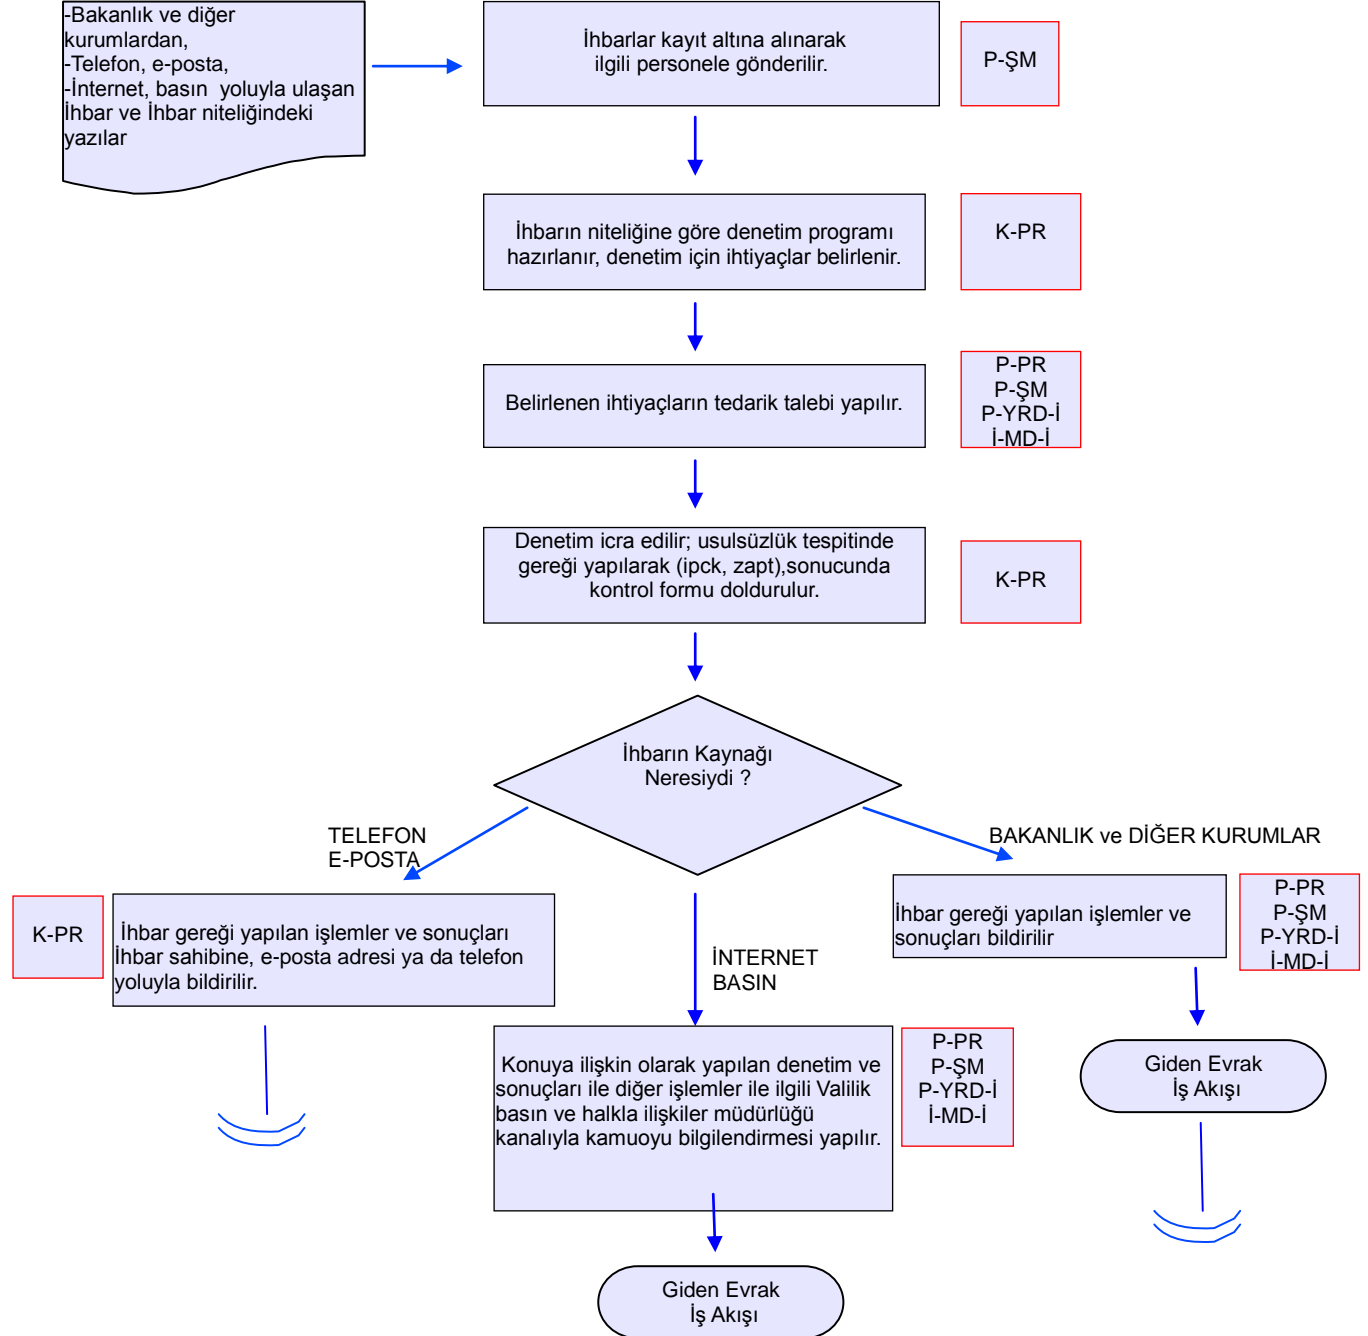 -Bakanlık ve diğer
kurumlardan,
-Telefon, e-posta,
-İnternet, basın  yoluyla ulaşan
İhbar ve İhbar niteliğindeki
yazılar
İhbarlar kayıt altına alınarak
ilgili personele gönderilir.
P-ŞM
İhbarın niteliğine göre denetim programı
hazırlanır, denetim için ihtiyaçlar belirlenir.
K-PR
Belirlenen ihtiyaçların tedarik talebi yapılır.
P-PR
P-ŞM
P-YRD-İ
İ-MD-İ
Denetim icra edilir; usulsüzlük tespitinde
gereği yapılarak (ipck, zapt),sonucunda
kontrol formu doldurulur.
K-PR
İhbarın Kaynağı
Neresiydi ?
TELEFON
E-POSTA
BAKANLIK ve DİĞER KURUMLAR
K-PR
İhbar gereği yapılan işlemler ve sonuçları
İhbar sahibine, e-posta adresi ya da telefon
yoluyla bildirilir.
İNTERNET
BASIN
İhbar gereği yapılan işlemler ve
sonuçları bildirilir
P-PR
P-ŞM
P-YRD-İ
İ-MD-İ
Konuya ilişkin olarak yapılan denetim ve
sonuçları ile diğer işlemler ile ilgili Valilik
basın ve halkla ilişkiler müdürlüğü
kanalıyla kamuoyu bilgilendirmesi yapılır.
P-PR
P-ŞM
P-YRD-İ
İ-MD-İ
Giden Evrak
İş Akışı
Giden Evrak
İş Akışı